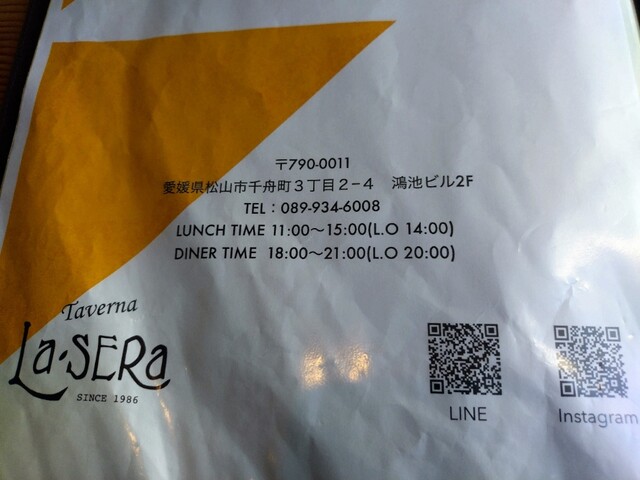 〒790-0011
愛媛県松山市千舟町3丁目2-4 鴻池ビル2F
TEL：089-934-6008
LUNCH TIME 11:00〜15:00(L.O 14:00)
DINER TIME 18:00〜21:00(L.O 20:00)
Taverna
La・SERa
SINCE 1986
LINE
Instagram